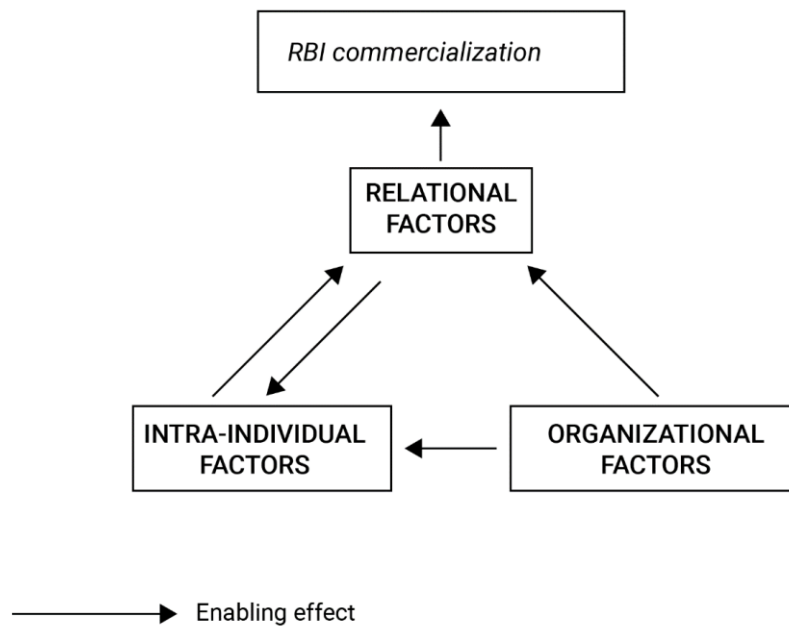 RBI commercialization
RELATIONAL
FACTORS
INTRA-INDIVIDUAL
FACTORS
ORGANIZATIONAL
FACTORS
Enabling effect